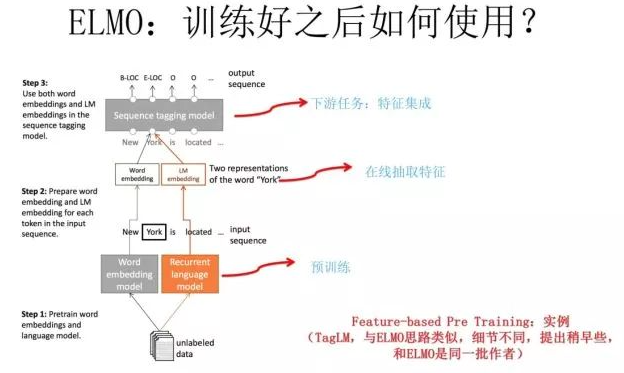 ELMO：训练好之后如何使用？
Step 3:
Use both word
embeddings and LM
embeddings in the
sequence tagging
model.
B-LOC E-LOC O O ...
output
sequence
Sequence tagging model
New York is located ...
下游任务：特征集成
Word
embedding
LM
embedding
Two representations
of the word “York”
在线抽取特征
Step 2: Prepare word
embedding and LM
embedding for each
token in the input
sequence.
New York is located ...
input
sequence
Word
embedding
model
Recurrent
language
model
预训练
Step 1: Pretrain word
embeddings and
language model.
unlabeled
data
Feature-based Pre Training：实例
（TagLM，与ELMO思路类似，细节不同，提出稍早些，
和ELMO是同一批作者）